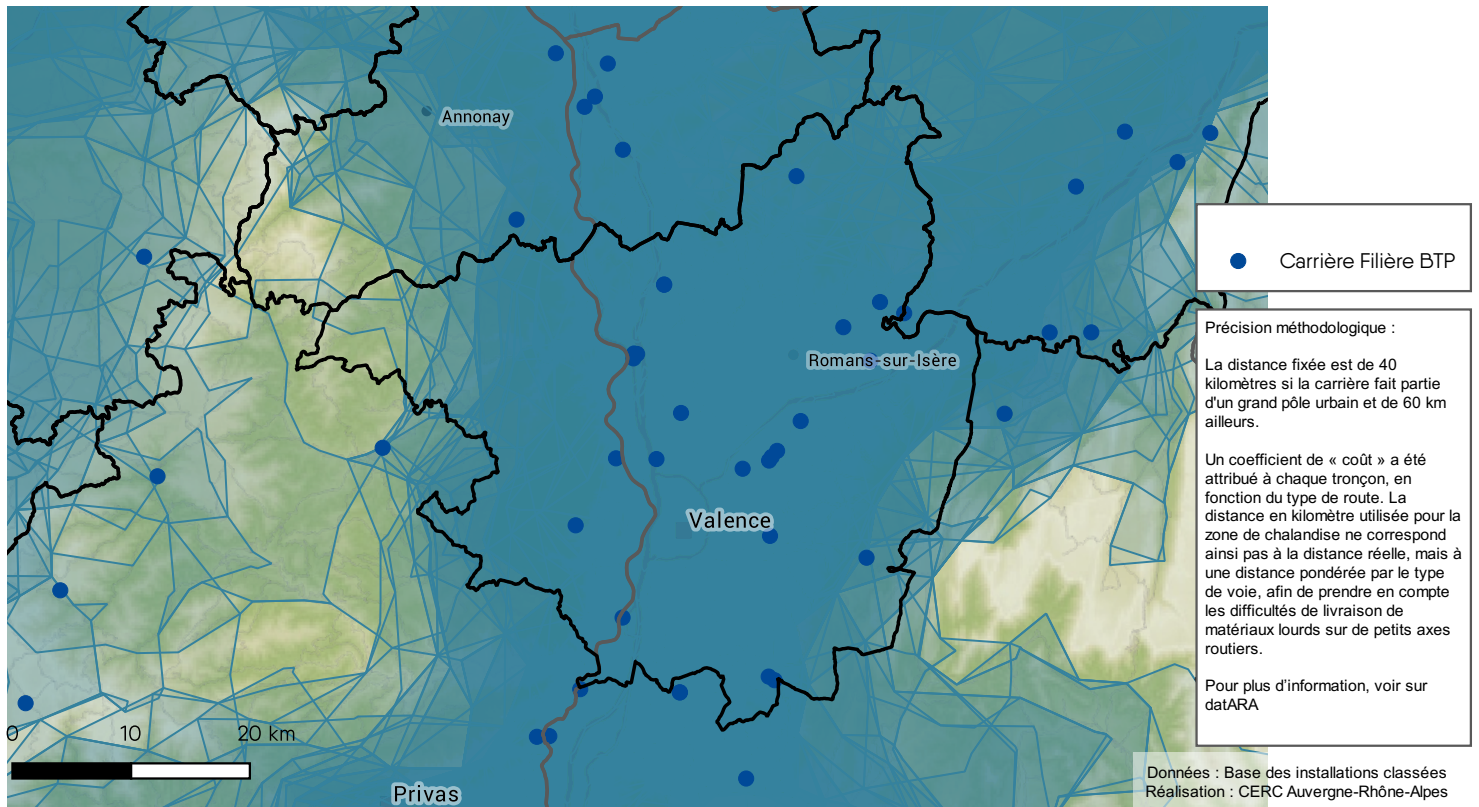 Annonay
Romans-sur-Isère
Valence
Privas
0 10 20 km
Carrière Filière BTP
Précision méthodologique :
La distance fixée est de 40
kilomètres si la carrière fait partie
d'un grand pôle urbain et de 60 km
ailleurs.
Un coefficient de « coût » a été
attribué à chaque tronçon, en
fonction du type de route. La
distance en kilomètre utilisée pour la
zone de chalandise ne correspond
ainsi pas à la distance réelle, mais à
une distance pondérée par le type
de voie, afin de prendre en compte
les difficultés de livraison de
matériaux lourds sur de petits axes
routiers.
Pour plus d’information, voir sur
datARA
Données : Base des installations classées
Réalisation : CERC Auvergne-Rhône-Alpes